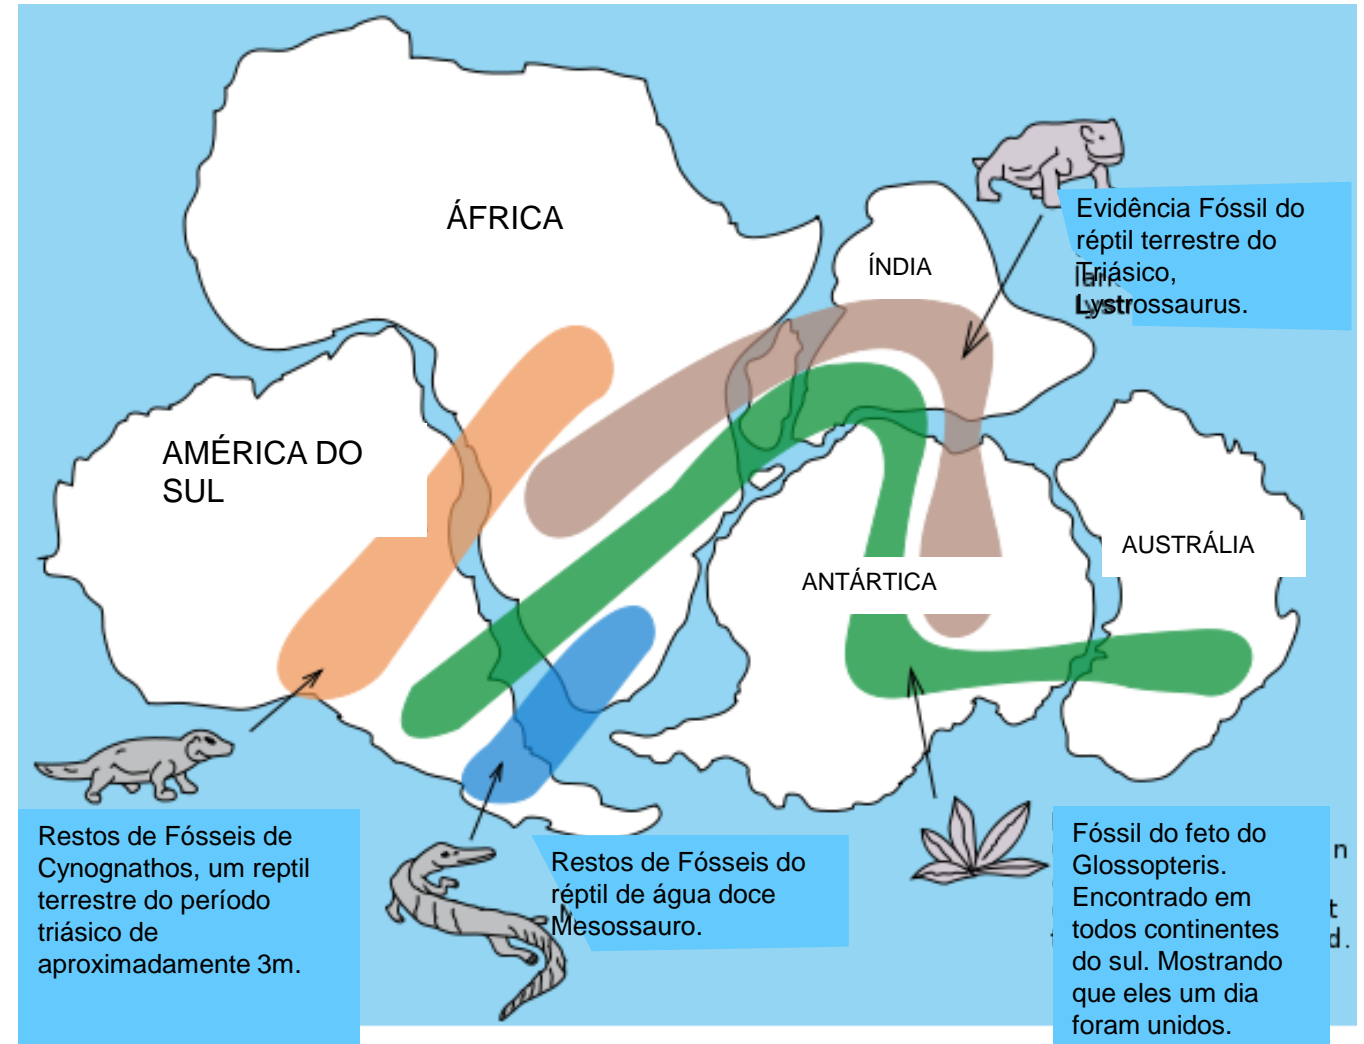 ÁFRICA
ÍNDIA
Evidência Fóssil do
réptil terrestre do
Triásico,
Lystrossaurus.
AMÉRICA DO
SUL
AUSTRÁLIA
ANTÁRTICA
Restos de Fósseis de
Cynognathos, um reptil
terrestre do período
triásico de
aproximadamente 3m.
Restos de Fósseis do
réptil de água doce
Mesossauro.
Fóssil do feto do
Glossopteris.
Encontrado em
todos continentes
do sul. Mostrando
que eles um dia
foram unidos.
n
t
d.